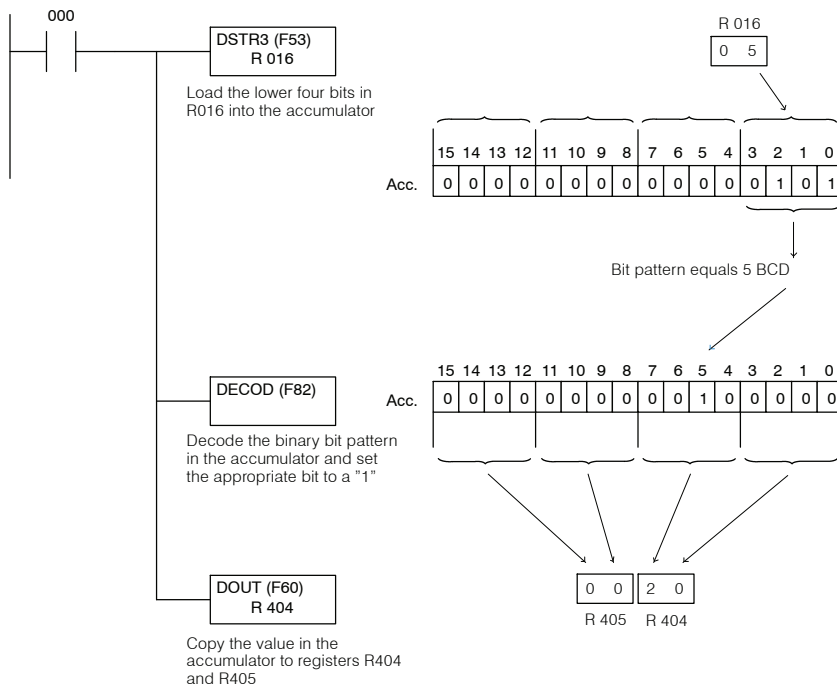 000
DSTR3 (F53)
R 016
Load the lower four bits in
R016 into the accumulator
R 016
0 5
15 14 13 12 11 10 9 8 7 6 5 4 3 2 1 0
Acc. 0 0 0 0 0 0 0 0 0 0 0 0 0 1 0 1
Bit pattern equals 5 BCD
15 14 13 12 11 10 9 8 7 6 5 4 3 2 1 0
Acc. 0 0 0 0 0 0 0 0 0 0 1 0 0 0 0 0
DECOD (F82)
Decode the binary bit pattern
in the accumulator and set
the appropriate bit to a ”1”
DOUT (F60)
R 404
Copy the value in the
accumulator to registers R404
and R405
0 0 2 0
R 405 R 404